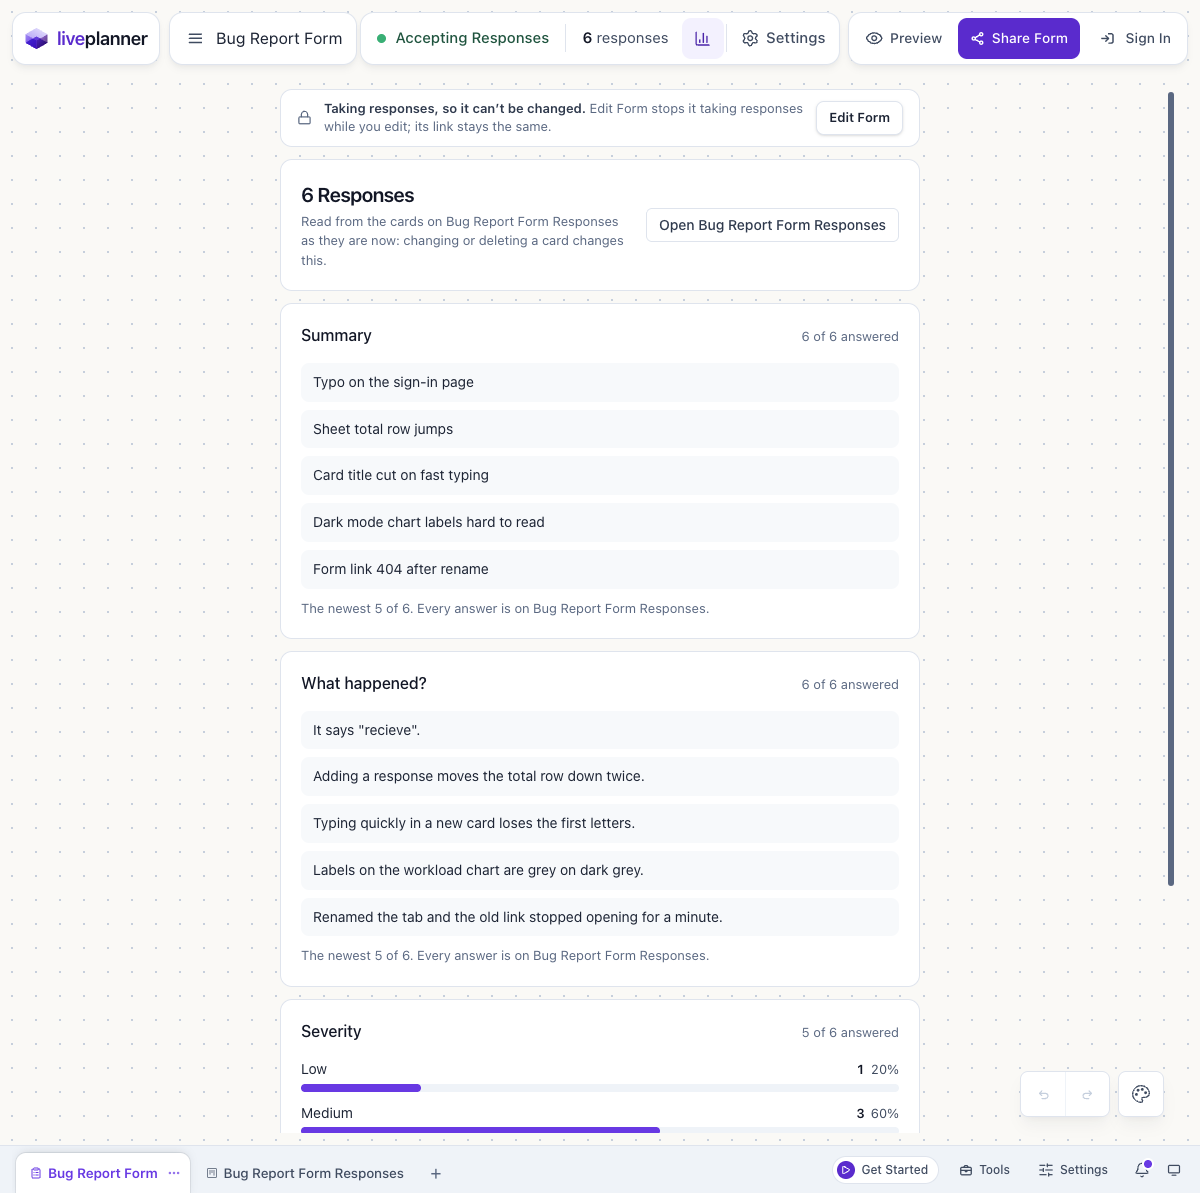 liveplanner
Bug Report Form
Accepting Responses
6 responses
Settings
Preview
Share Form
Sign In
Taking responses, so it can’t be changed. Edit Form stops it taking responses
while you edit; its link stays the same.
Edit Form
6 Responses
Read from the cards on Bug Report Form Responses
as they are now: changing or deleting a card changes
this.
Open Bug Report Form Responses
Summary
6 of 6 answered
Typo on the sign-in page
Sheet total row jumps
Card title cut on fast typing
Dark mode chart labels hard to read
Form link 404 after rename
The newest 5 of 6. Every answer is on Bug Report Form Responses.
What happened?
6 of 6 answered
It says "recieve".
Adding a response moves the total row down twice.
Typing quickly in a new card loses the first letters.
Labels on the workload chart are grey on dark grey.
Renamed the tab and the old link stopped opening for a minute.
The newest 5 of 6. Every answer is on Bug Report Form Responses.
Severity
5 of 6 answered
Low
1 20%
Medium
3 60%
Bug Report Form
Bug Report Form Responses
Get Started
Tools
Settings